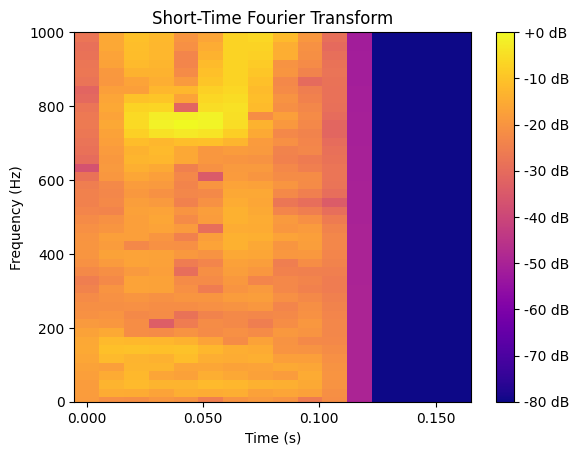 Short-Time Fourier Transform
1000
800
600
400
200
0
Frequency (Hz)
0.000
0.050
0.100
0.150
Time (s)
+0 dB
-10 dB
-20 dB
-30 dB
-40 dB
-50 dB
-60 dB
-70 dB
-80 dB